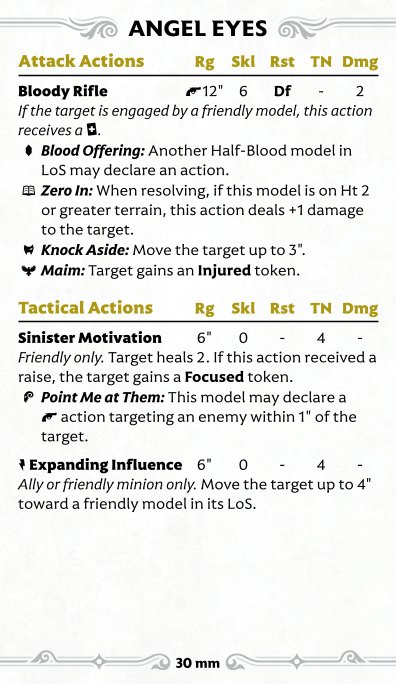 ANGEL EYES
Attack Actions Rg Skl Rst TN Dmg
Bloody Rifle 12" 6 Df - 2
If the target is engaged by a friendly model, this action
receives a .
Blood Offering: Another Half-Blood model in
LoS may declare an action.
Zero In: When resolving, if this model is on Ht 2
or greater terrain, this action deals +1 damage
to the target.
Knock Aside: Move the target up to 3".
Maim: Target gains an Injured token.
Tactical Actions Rg Skl Rst TN Dmg
Sinister Motivation 6" 0 - 4 -
Friendly only. Target heals 2. If this action received a
raise, the target gains a Focused token.
Point Me at Them: This model may declare a
action targeting an enemy within 1" of the
target.
Expanding Influence 6" 0 - 4 -
Ally or friendly minion only. Move the target up to 4"
toward a friendly model in its LoS.
30 mm